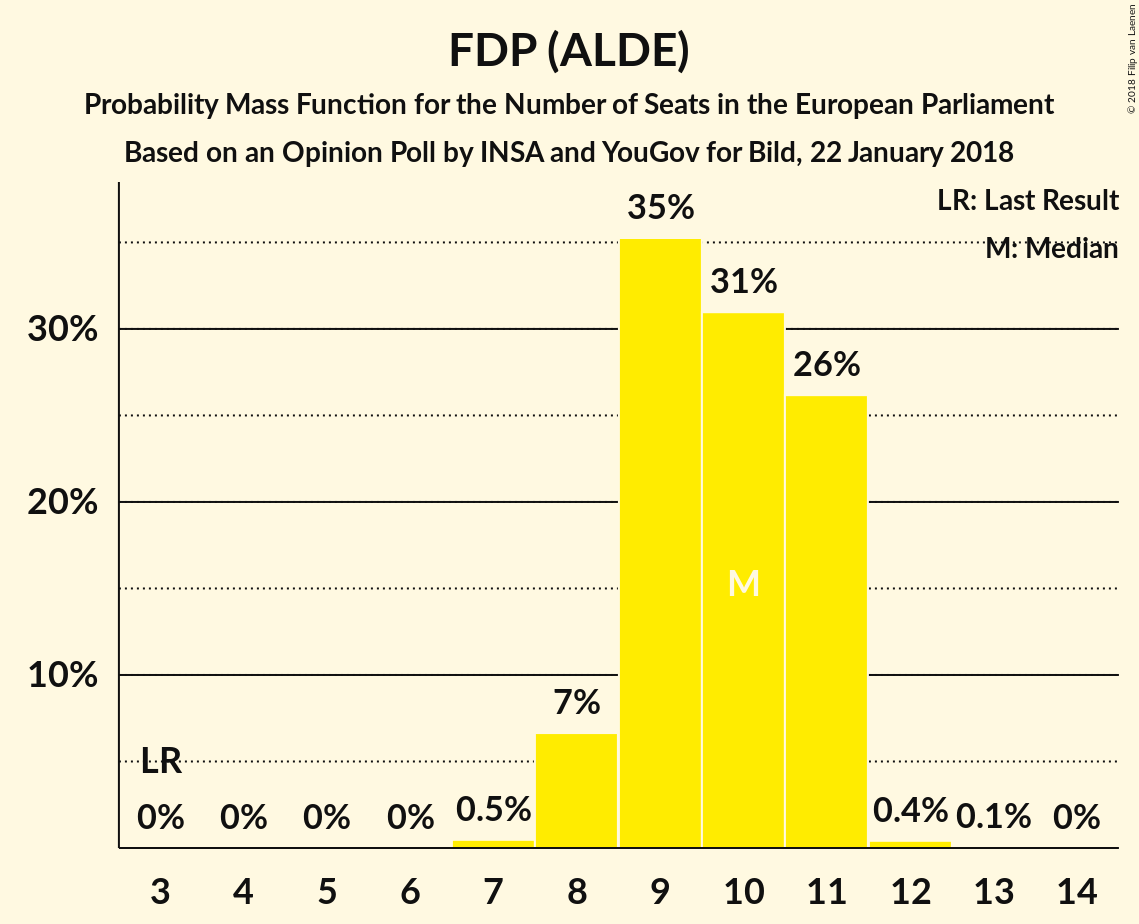 FDP (ALDE)
Probability Mass Function for the Number of Seats in the European Parliament
Based on an Opinion Poll by INSA and YouGov for Bild, 22 January 2018
© 2018 Filip van Laenen
LR: Last Result
M: Median
35%
31%
30%
26%
20%
M
10%
7%
LR
0% 0% 0% 0% 0.5% 0.4% 0.1% 0%
3 4 5 6 7 8 9 10 11 12 13 14